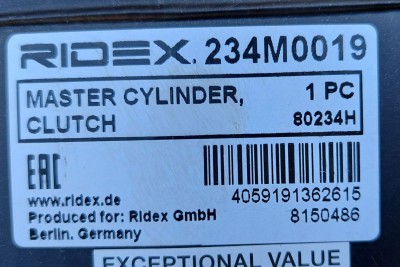 RIDEX. 234M0019
MASTER CYLINDER, 1 PC
CLUTCH 80234H
EAC
www.ridex.de 4059191362615
Produced for: Ridex GmbH 8150486
Berlin. Germany
EXCEPTIONAL VALUE